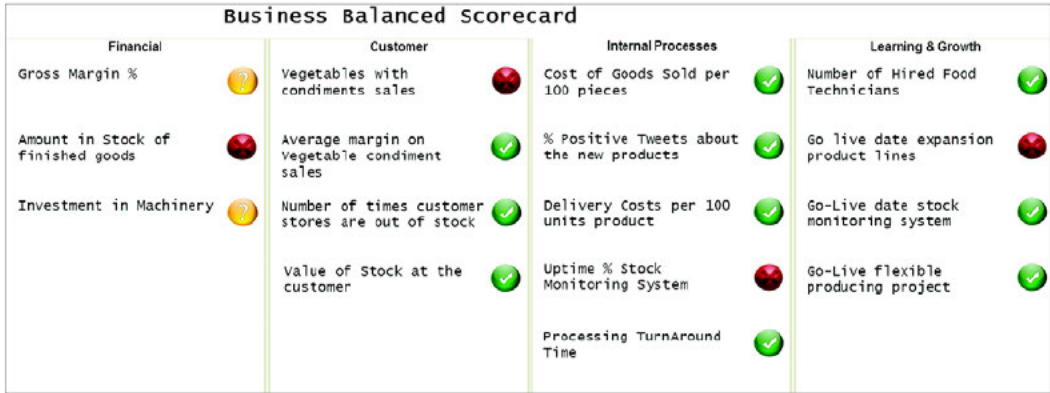 Business Balanced Scorecard
Financial
Gross Margin %
Amount in Stock of
finished goods
Investment in Machinery
Customer
Vegetables with
condiments sales
Average margin on
Vegetable condiment
sales
Number of times customer
stores are out of stock
Value of Stock at the
customer
Internal Processes
Cost of Goods Sold per
100 pieces
% Positive Tweets about
the new products
Delivery Costs per 100
units product
Uptime % Stock
Monitoring System
Processing TurnAround
Time
Learning & Growth
Number of Hired Food
Technicians
Go live date expansion
product lines
Go-Live date stock
monitoring system
Go-Live flexible
producing project